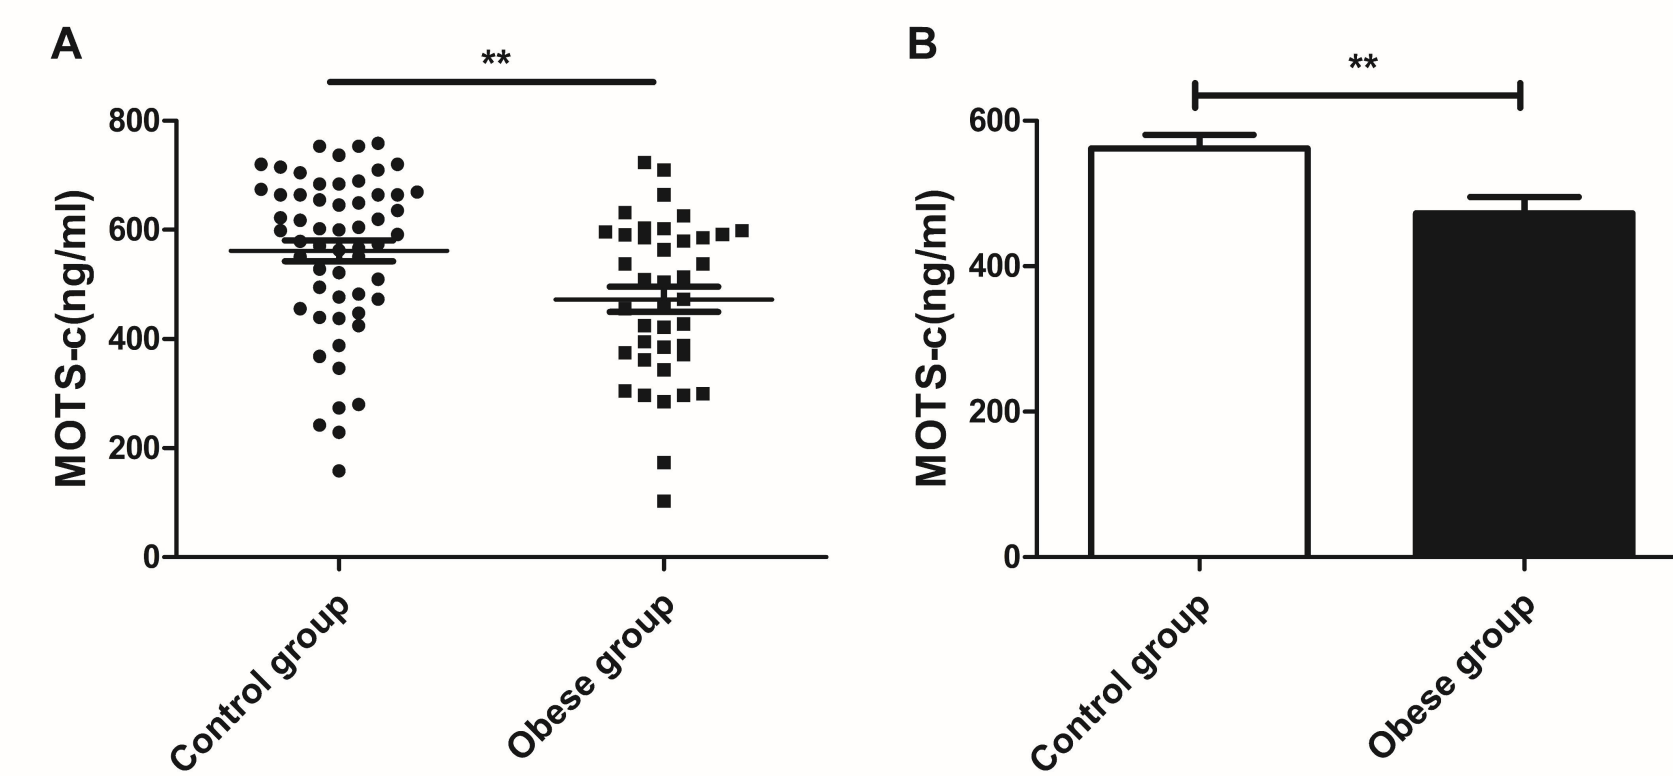 A
**
MOTS-c(ng/ml)
800
600
400
200
0
Control group
Obese group
B
**
MOTS-c(ng/ml)
600
400
200
0
Control group
Obese group